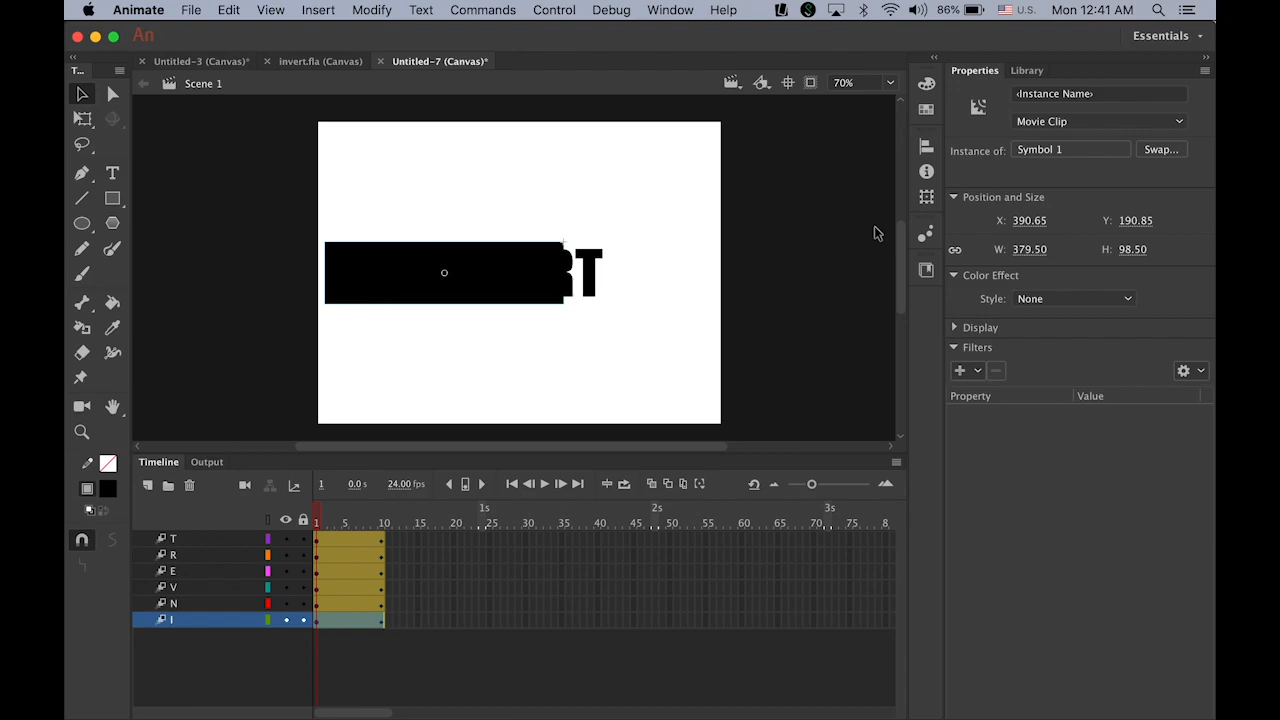 Animate File Edit View Insert Modify Text Commands Control Debug Window Help 86% U.S. Mon 12:41 AM
An Essentials
T... Untitled-3 (Canvas)* invert.fla (Canvas) Untitled-7 (Canvas)* Properties Library
Scene 1 70% ‹Instance Name›
Movie Clip
Instance of: Symbol 1 Swap...
Position and Size
X: 390.65 Y: 190.85
W: 379.50 H: 98.50
RT
Color Effect
Style: None
Display
Filters
Property Value
Timeline Output
1 0.0 s 24.00 fps
1s 2s 3s
1 5 10 15 20 25 30 35 40 45 50 55 60 65 70 75 8
T
R
E
V
N
I